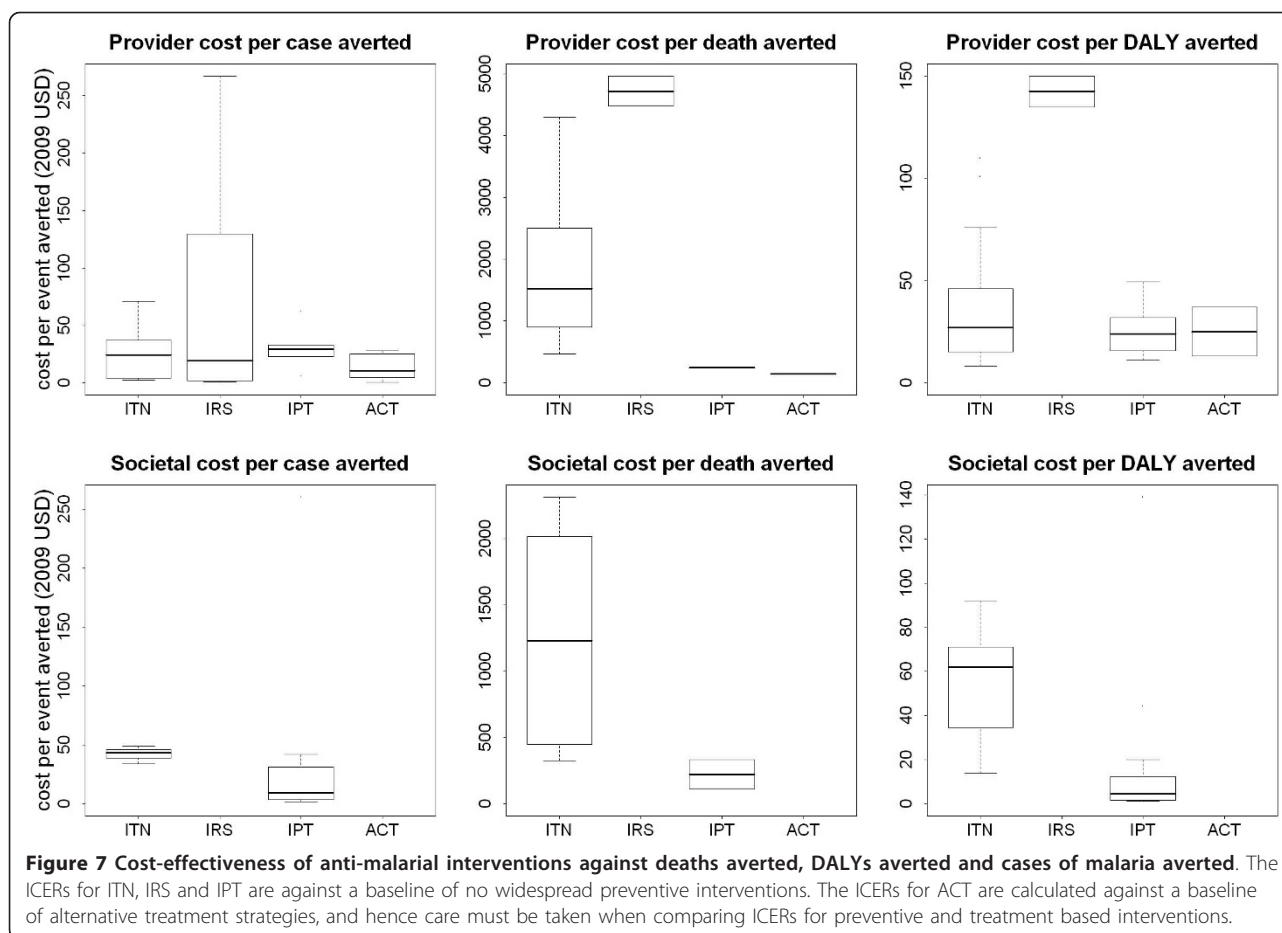 Provider cost per case averted
cost per event averted (2009 USD)
0
50
100
150
200
250
ITN IRS IPT ACT
Provider cost per death averted
0
1000
2000
3000
4000
5000
ITN IRS IPT ACT
Provider cost per DALY averted
0
50
100
150
ITN IRS IPT ACT
Societal cost per case averted
cost per event averted (2009 USD)
0
50
100
150
200
250
ITN IRS IPT ACT
Societal cost per death averted
0
500
1000
1500
2000
ITN IRS IPT ACT
Societal cost per DALY averted
0
20
40
60
80
100
120
140
ITN IRS IPT ACT
Figure 7 Cost-effectiveness of anti-malarial interventions against deaths averted, DALYs averted and cases of malaria averted. The
ICERs for ITN, IRS and IPT are against a baseline of no widespread preventive interventions. The ICERs for ACT are calculated against a baseline
of alternative treatment strategies, and hence care must be taken when comparing ICERs for preventive and treatment based interventions.